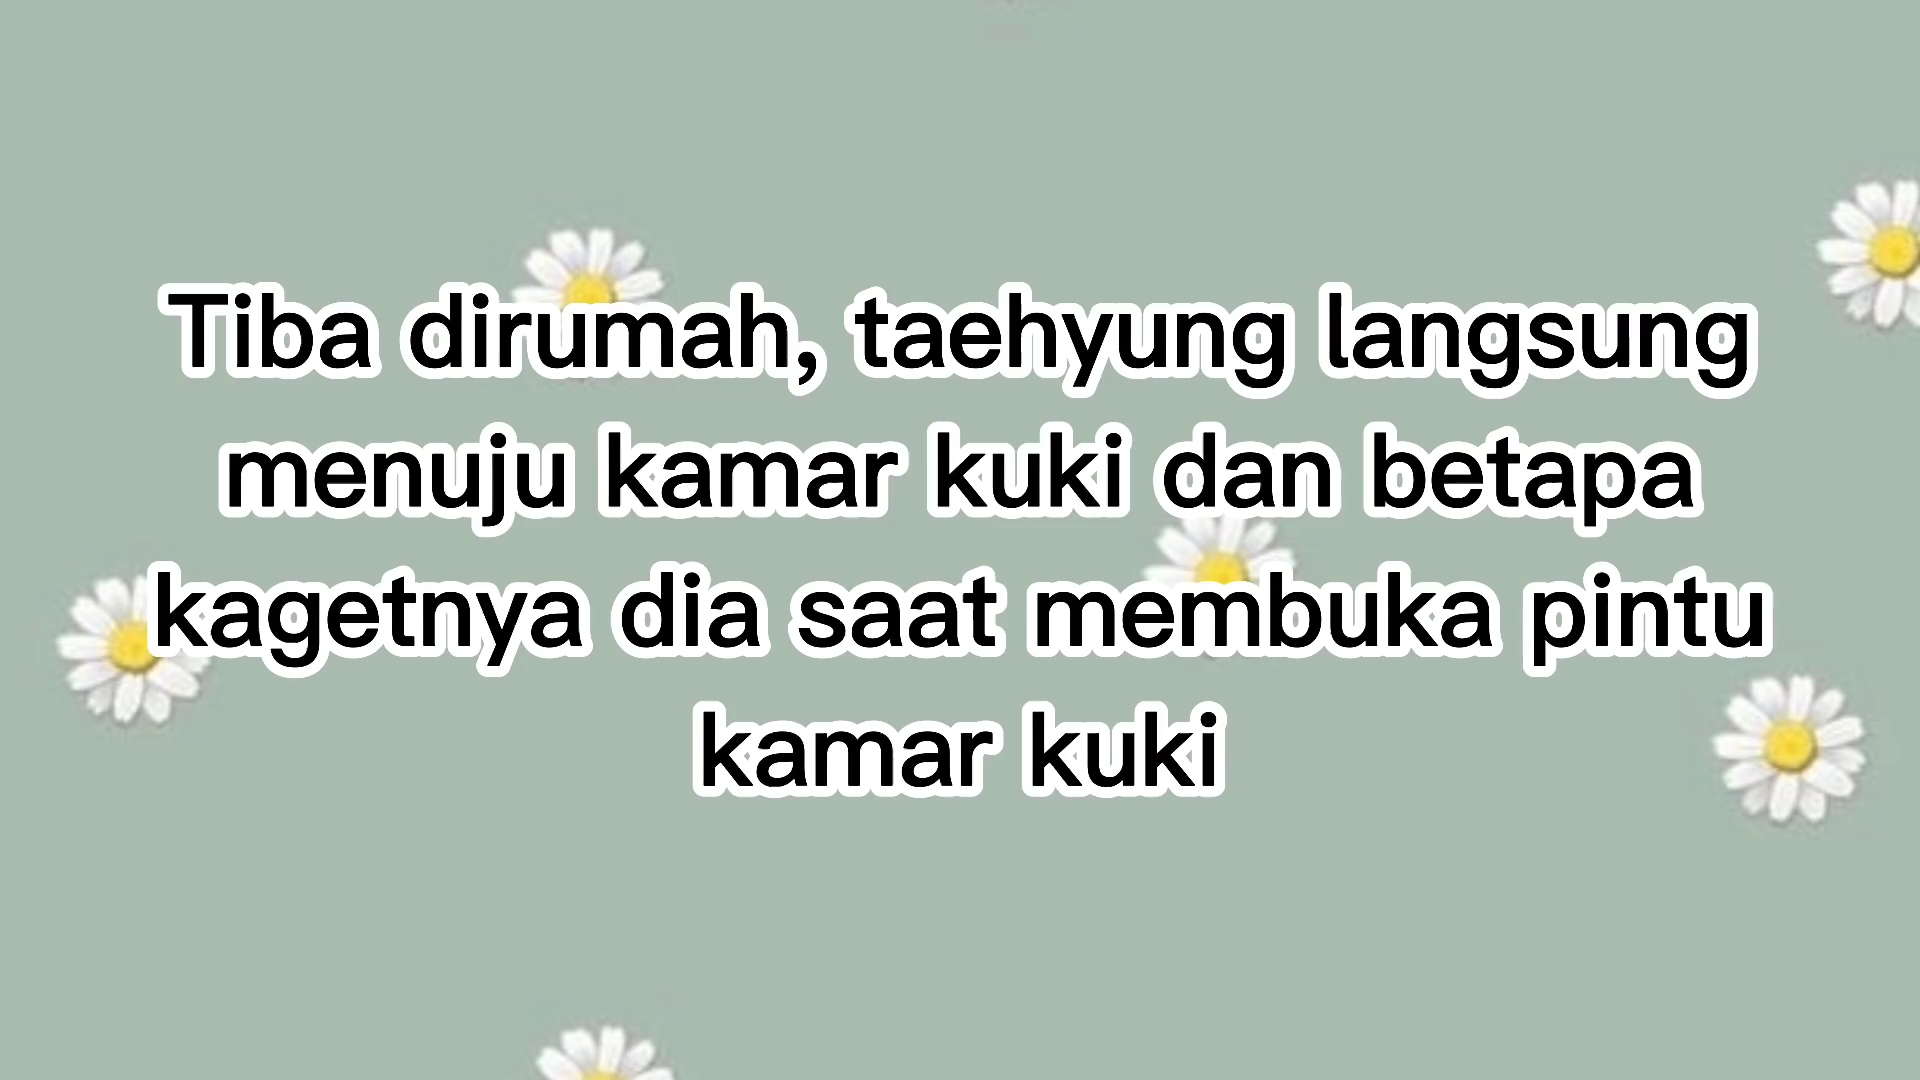 Tiba dirumah, taehyung langsung
menuju kamar kuki dan betapa
kagetnya dia saat membuka pintu
kamar kuki